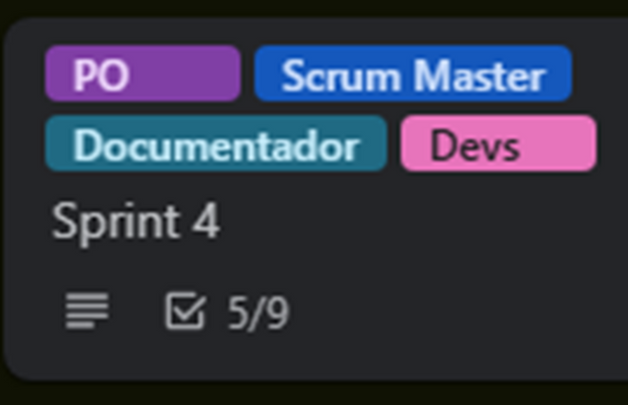 PO Scrum Master
Documentador Devs
Sprint 4
5/9